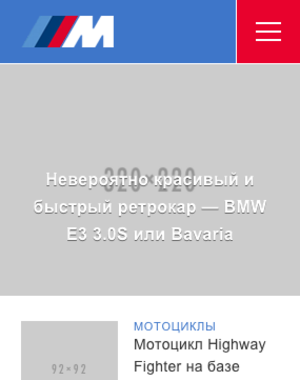 M
320×220
Невероятно красивый и
быстрый ретрокар — BMW
E3 3.0S или Bavaria
92×92
МОТОЦИКЛЫ
Мотоцикл Highway
Fighter на базе